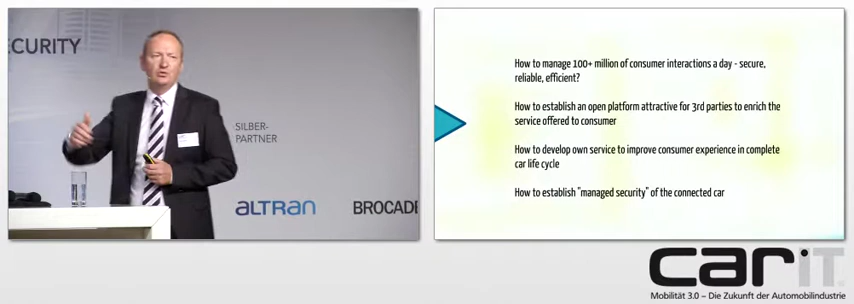 CURITY
SILBER-
PARTNER
altran
BROCADE
How to manage 100+ million of consumer interactions a day - secure,
reliable, efficient?
How to establish an open platform attractive for 3rd parties to enrich the
service offered to consumer
How to develop own service to improve consumer experience in complete
car life cycle
How to establish "managed security" of the connected car
carIT
Mobilität 3.0 – Die Zukunft der Automobilindustrie